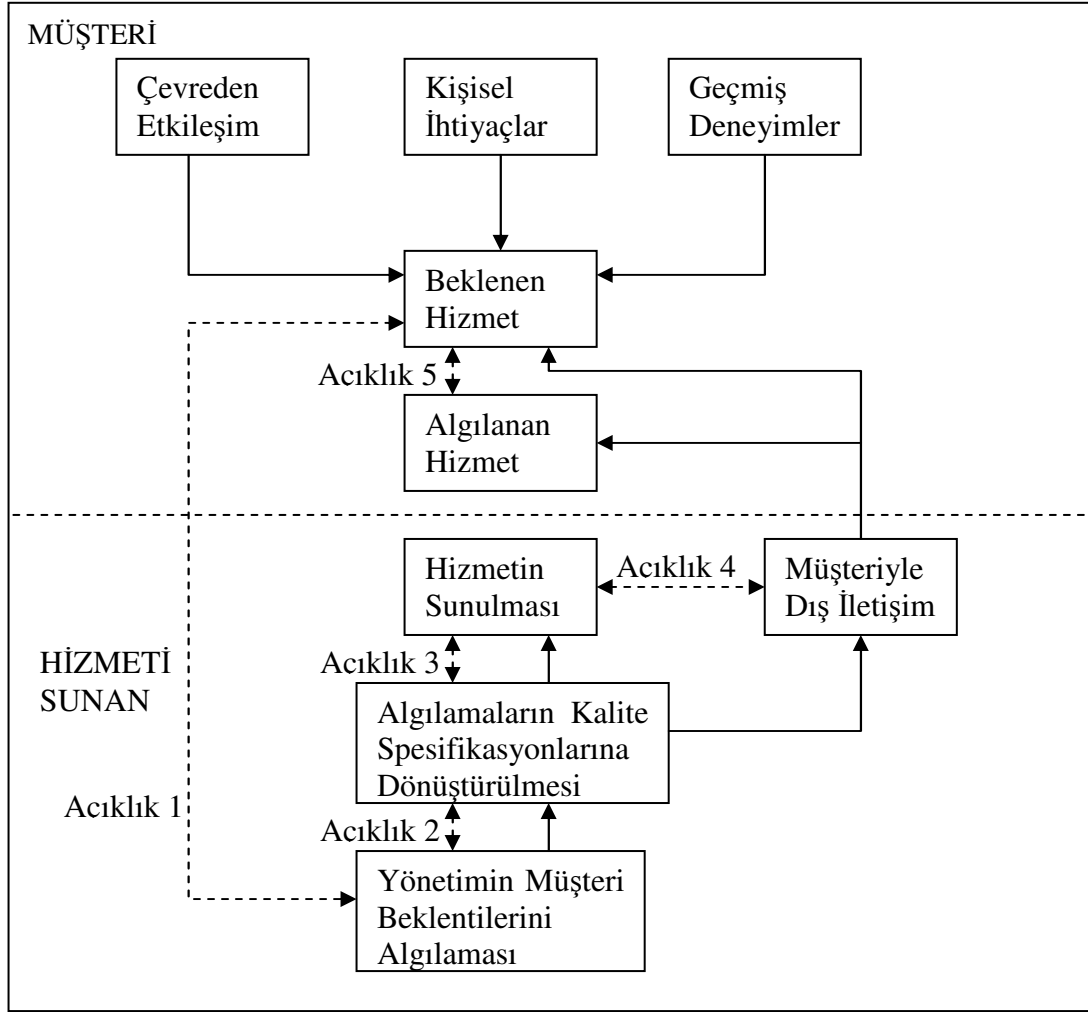 MÜŞTERİ
Çevreden
Etkileşim
Kişisel
İhtiyaçlar
Geçmiş
Deneyimler
Beklenen
Hizmet
Acıklık 5
Algılanan
Hizmet
Hizmetin
Sunulması
Acıklık 4
Müşteriyle
Dış İletişim
HİZMETİ
SUNAN
Acıklık 3
Algılamaların Kalite
Spesifikasyonlarına
Dönüştürülmesi
Acıklık 1
Acıklık 2
Yönetimin Müşteri
Beklentilerini
Algılaması